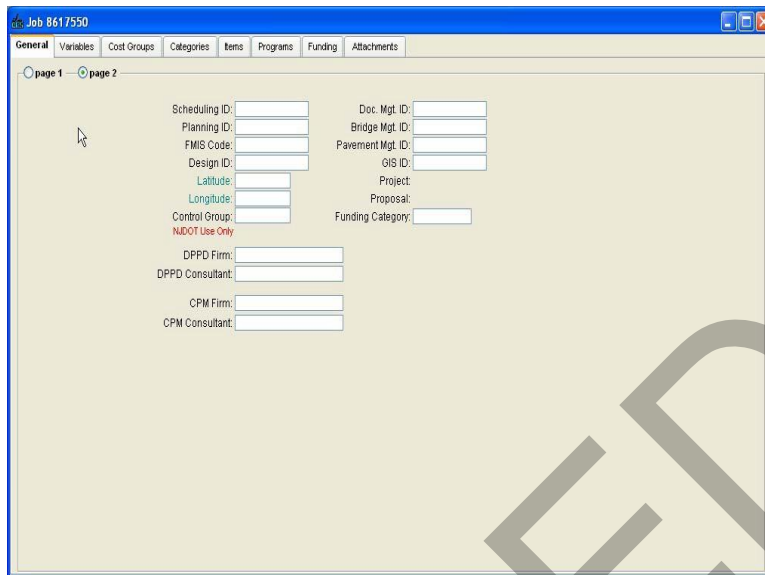 Job 8617550
General Variables Cost Groups Categories Items Programs Funding Attachments
page 1 page 2
Scheduling ID: Doc. Mgt. ID:
Planning ID: Bridge Mgt. ID:
FMIS Code: Pavement Mgt. ID:
Design ID: GIS ID:
Latitude: Project:
Longitude: Proposal:
Control Group: Funding Category:
NJDOT Use Only
DPPD Firm:
DPPD Consultant:
CPM Firm:
CPM Consultant: